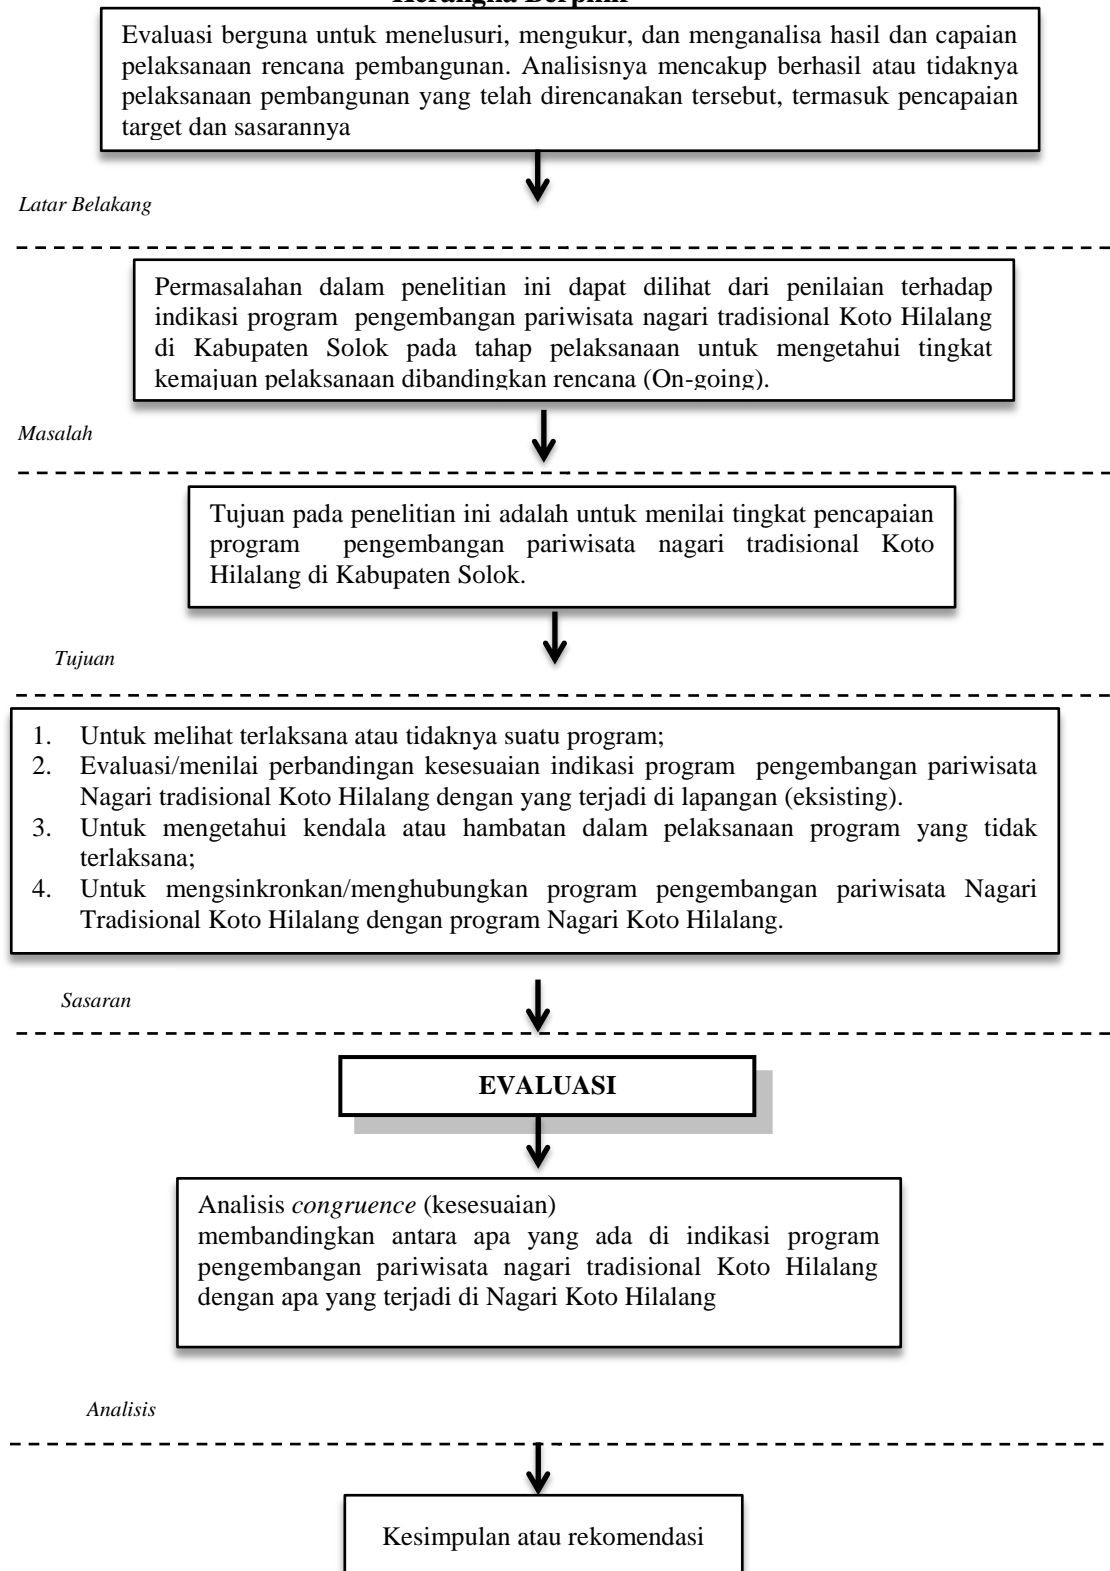 Kerangka Berpikir
Evaluasi berguna untuk menelusuri, mengukur, dan menganalisa hasil dan capaian
pelaksanaan rencana pembangunan. Analisisnya mencakup berhasil atau tidaknya
pelaksanaan pembangunan yang telah direncanakan tersebut, termasuk pencapaian
target dan sasarannya
Latar Belakang
Permasalahan dalam penelitian ini dapat dilihat dari penilaian terhadap
indikasi program pengembangan pariwisata nagari tradisional Koto Hilalang
di Kabupaten Solok pada tahap pelaksanaan untuk mengetahui tingkat
kemajuan pelaksanaan dibandingkan rencana (On-going).
Masalah
Tujuan pada penelitian ini adalah untuk menilai tingkat pencapaian
program pengembangan pariwisata nagari tradisional Koto
Hilalang di Kabupaten Solok.
Tujuan
1. Untuk melihat terlaksana atau tidaknya suatu program;
2. Evaluasi/menilai perbandingan kesesuaian indikasi program pengembangan pariwisata
Nagari tradisional Koto Hilalang dengan yang terjadi di lapangan (eksisting).
3. Untuk mengetahui kendala atau hambatan dalam pelaksanaan program yang tidak
terlaksana;
4. Untuk mengsinkronkan/menghubungkan program pengembangan pariwisata Nagari
Tradisional Koto Hilalang dengan program Nagari Koto Hilalang.
Sasaran
EVALUASI
Analisis congruence (kesesuaian)
membandingkan antara apa yang ada di indikasi program
pengembangan pariwisata nagari tradisional Koto Hilalang
dengan apa yang terjadi di Nagari Koto Hilalang
Analisis
Kesimpulan atau rekomendasi